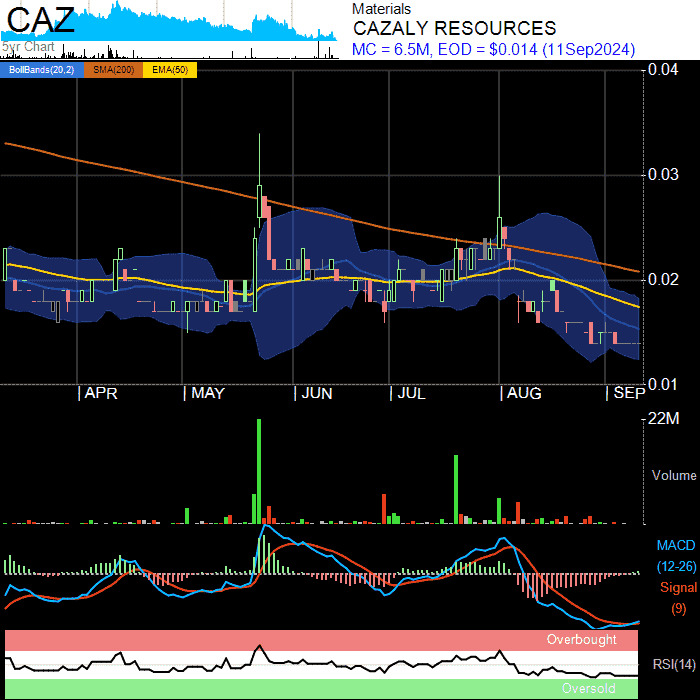 CAZ
5yr Chart
Materials
CAZALY RESOURCES
MC = 6.5M, EOD = $0.014 (11Sep2024)
BollBands(20,2) SMA(200) EMA(50)
0.04
0.03
0.02
0.01
APR MAY JUN JUL AUG SEP
22M
Volume
MACD
(12-26)
Signal
(9)
Overbought
RSI(14)
Oversold